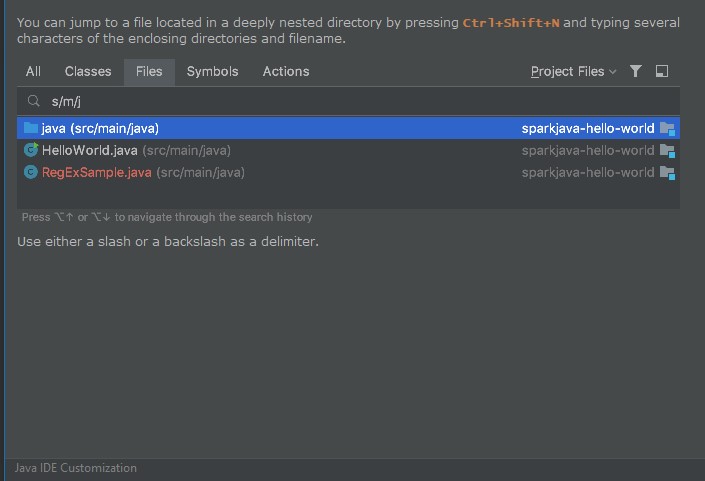 You can jump to a file located in a deeply nested directory by pressing Ctrl+Shift+N and typing several
characters of the enclosing directories and filename.
All Classes Files Symbols Actions Project Files
s/m/j
java (src/main/java) sparkjava-hello-world
HelloWorld.java (src/main/java) sparkjava-hello-world
RegExSample.java (src/main/java) sparkjava-hello-world
Press ⌥↑ or ⌥↓ to navigate through the search history
Use either a slash or a backslash as a delimiter.
Java IDE Customization